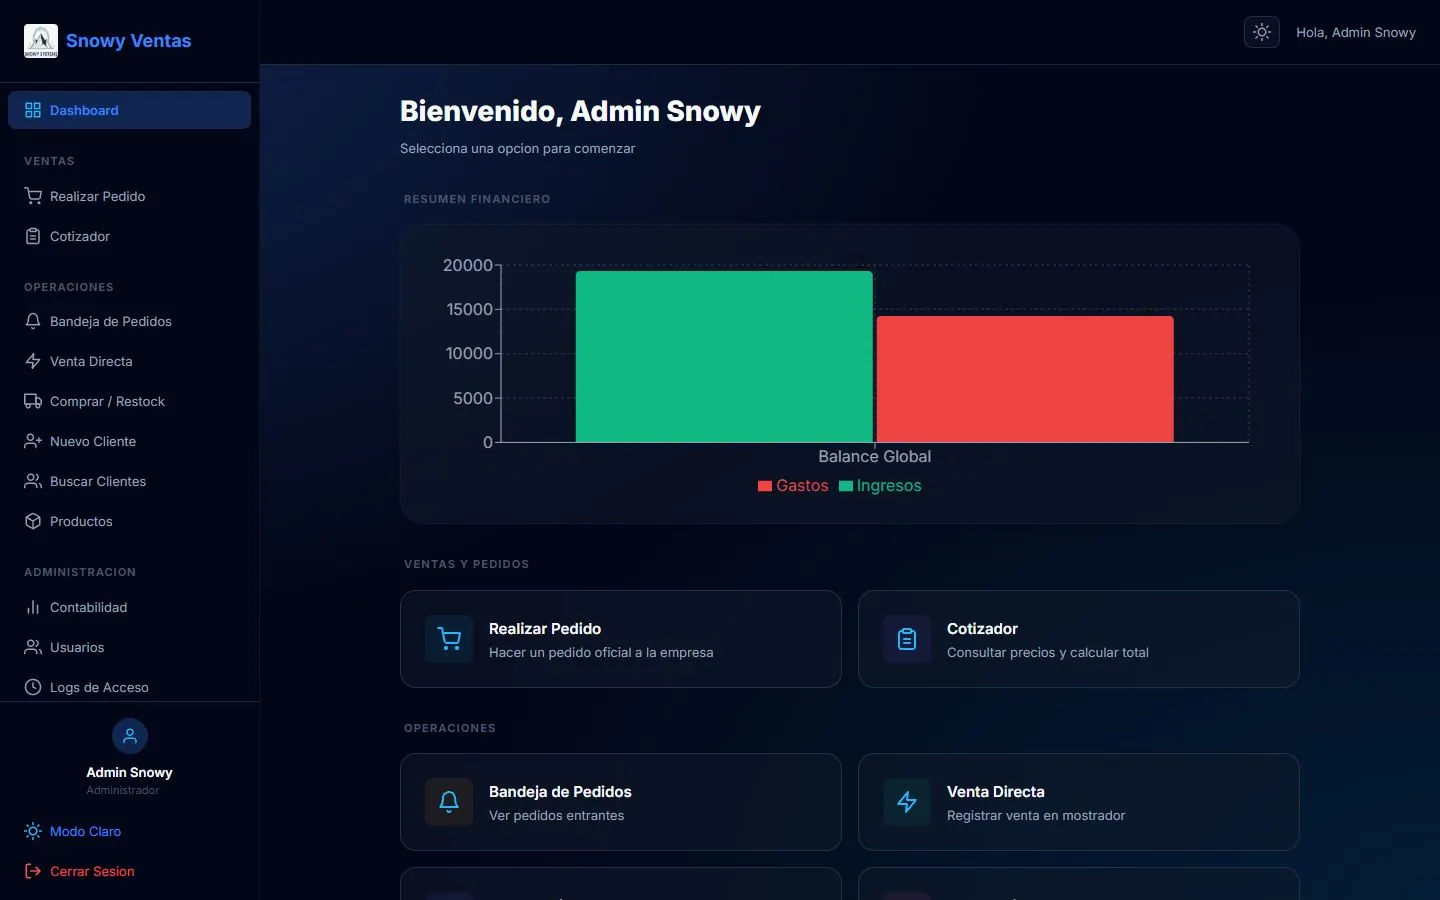 SNOWY SYSTEMS
Snowy Ventas
Hola, Admin Snowy
Dashboard
VENTAS
Realizar Pedido
Cotizador
OPERACIONES
Bandeja de Pedidos
Venta Directa
Comprar / Restock
Nuevo Cliente
Buscar Clientes
Productos
ADMINISTRACION
Contabilidad
Usuarios
Logs de Acceso
Admin Snowy
Administrador
Modo Claro
Cerrar Sesion
Bienvenido, Admin Snowy
Selecciona una opcion para comenzar
RESUMEN FINANCIERO
20000
15000
10000
5000
0
Balance Global
Gastos Ingresos
VENTAS Y PEDIDOS
Realizar Pedido
Hacer un pedido oficial a la empresa
Cotizador
Consultar precios y calcular total
OPERACIONES
Bandeja de Pedidos
Ver pedidos entrantes
Venta Directa
Registrar venta en mostrador